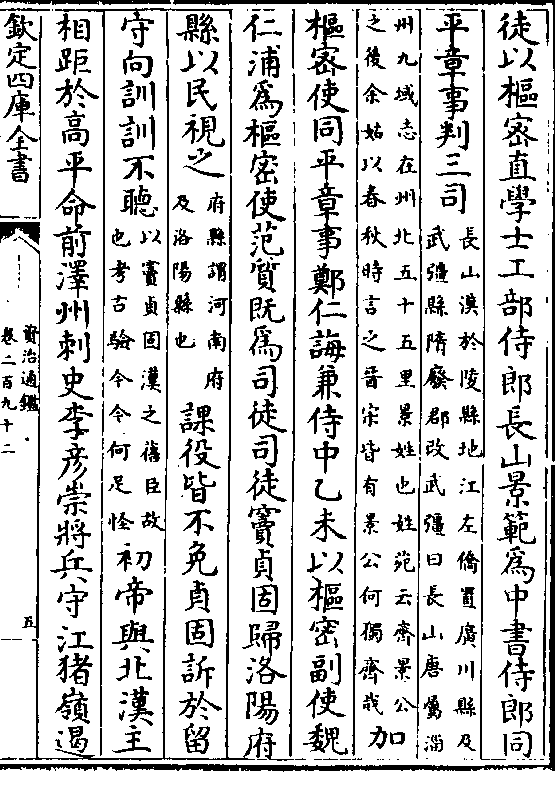 徒以樞密直學士工部侍郎長山景範爲中書侍郎同
平章事判三司
長山漢於陵縣地江左僑置廣川縣及
武彊縣隋廢郡改武彊曰長山唐屬淄
州九域志在州北五十五里景姓也姓苑云齊景公
之後余姑以春秋時言之晉宋皆有景公何獨齊哉
加
樞密使同平章事鄭仁誨兼侍中乙未以樞密副使魏
仁浦爲樞密使范質既爲司徒司徒竇貞固歸洛陽府
縣以民視之
府縣謂河南府
及洛陽縣也
課役皆不免貞固訴於留
守向訓訓不聽
以竇貞固漢之舊臣故
也考古驗今今何足怪
初帝與北漢主
相距於高平命前澤州刺史李彥崇將兵守江猪嶺遏
欽定四庫全書
資治通鑑
卷二百九十二
五